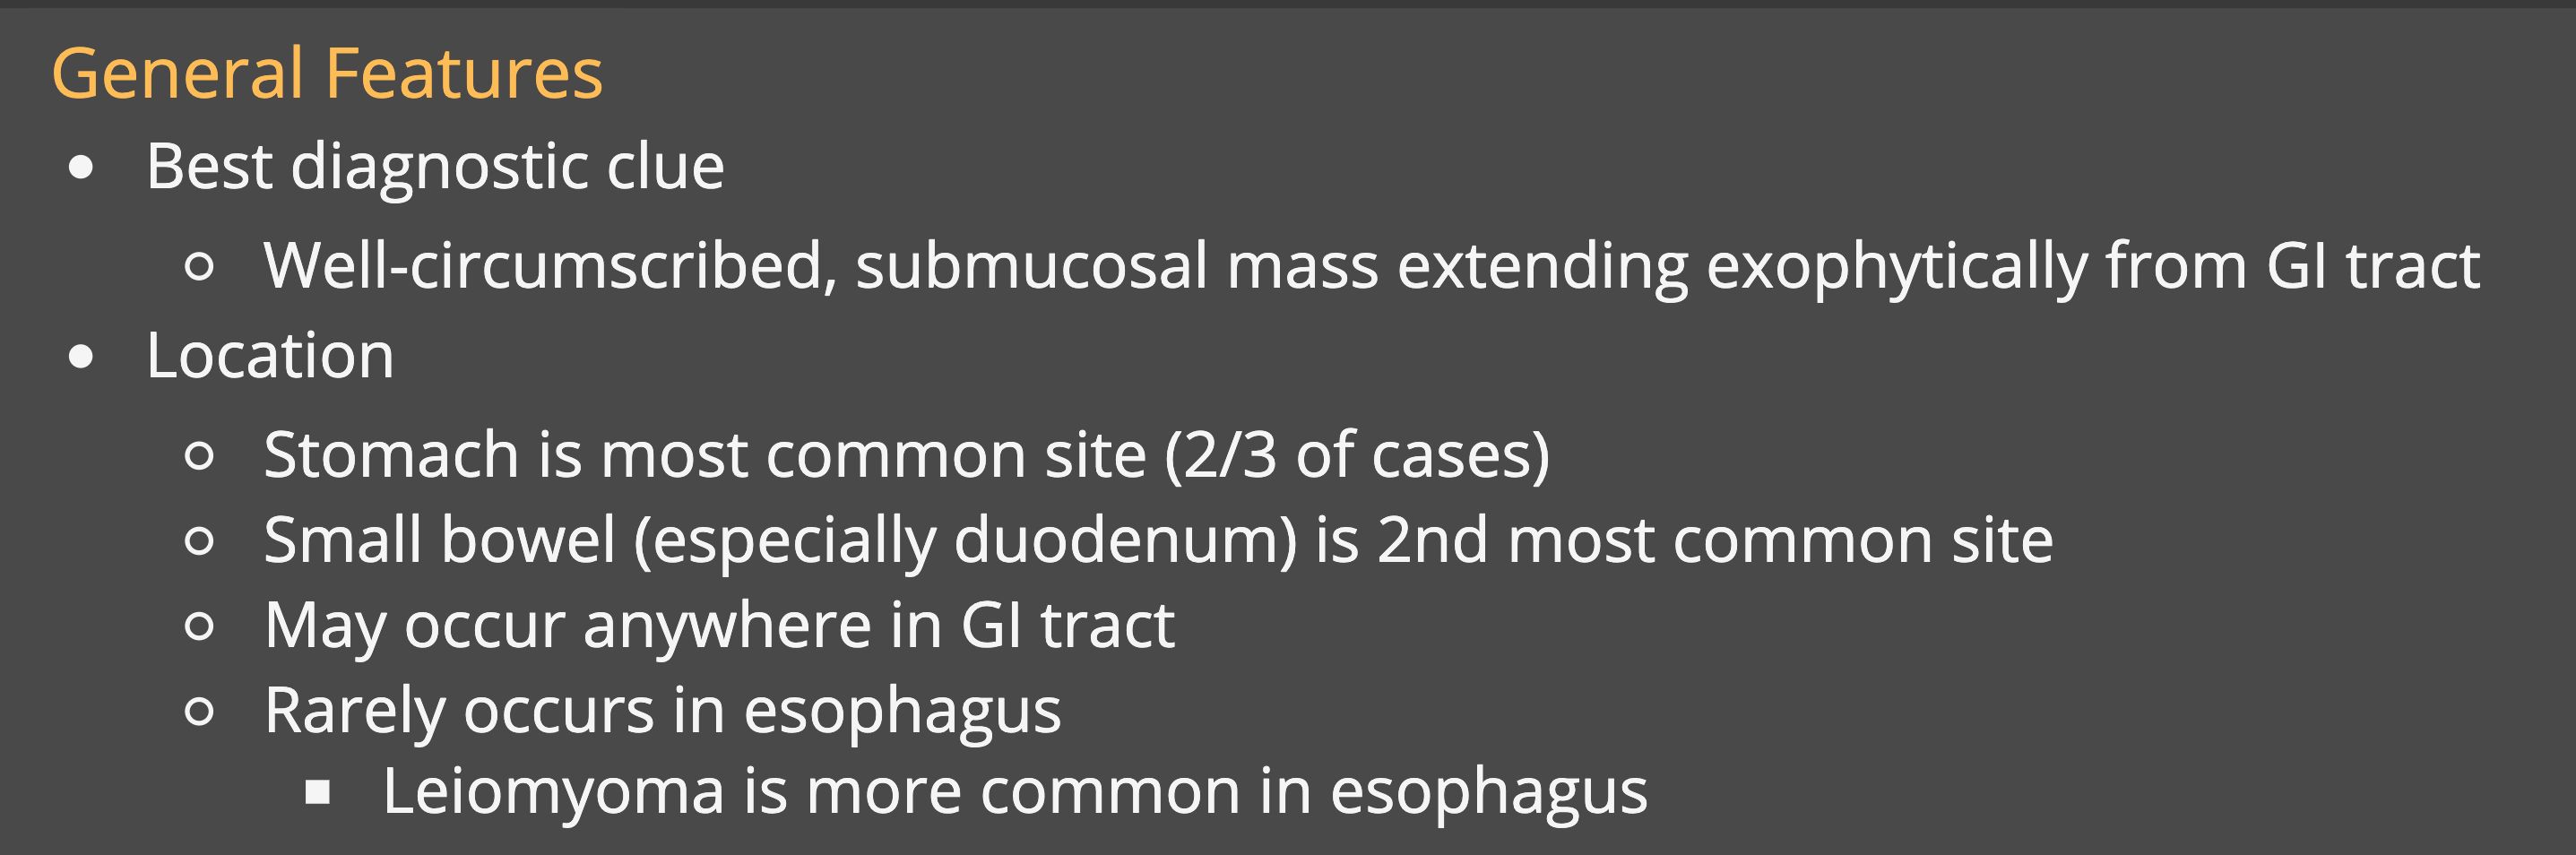 General Features
● Best diagnostic clue
○ Well-circumscribed, submucosal mass extending exophytically from GI tract
● Location
○ Stomach is most common site (2/3 of cases)
○ Small bowel (especially duodenum) is 2nd most common site
○ May occur anywhere in GI tract
○ Rarely occurs in esophagus
■ Leiomyoma is more common in esophagus